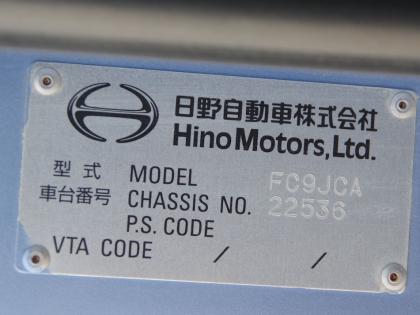 日野自動車株式会社
Hino Motors, Ltd.
型式 MODEL FC9JCA
車台番号 CHASSIS NO. 22536
P.S. CODE
VTA CODE / /